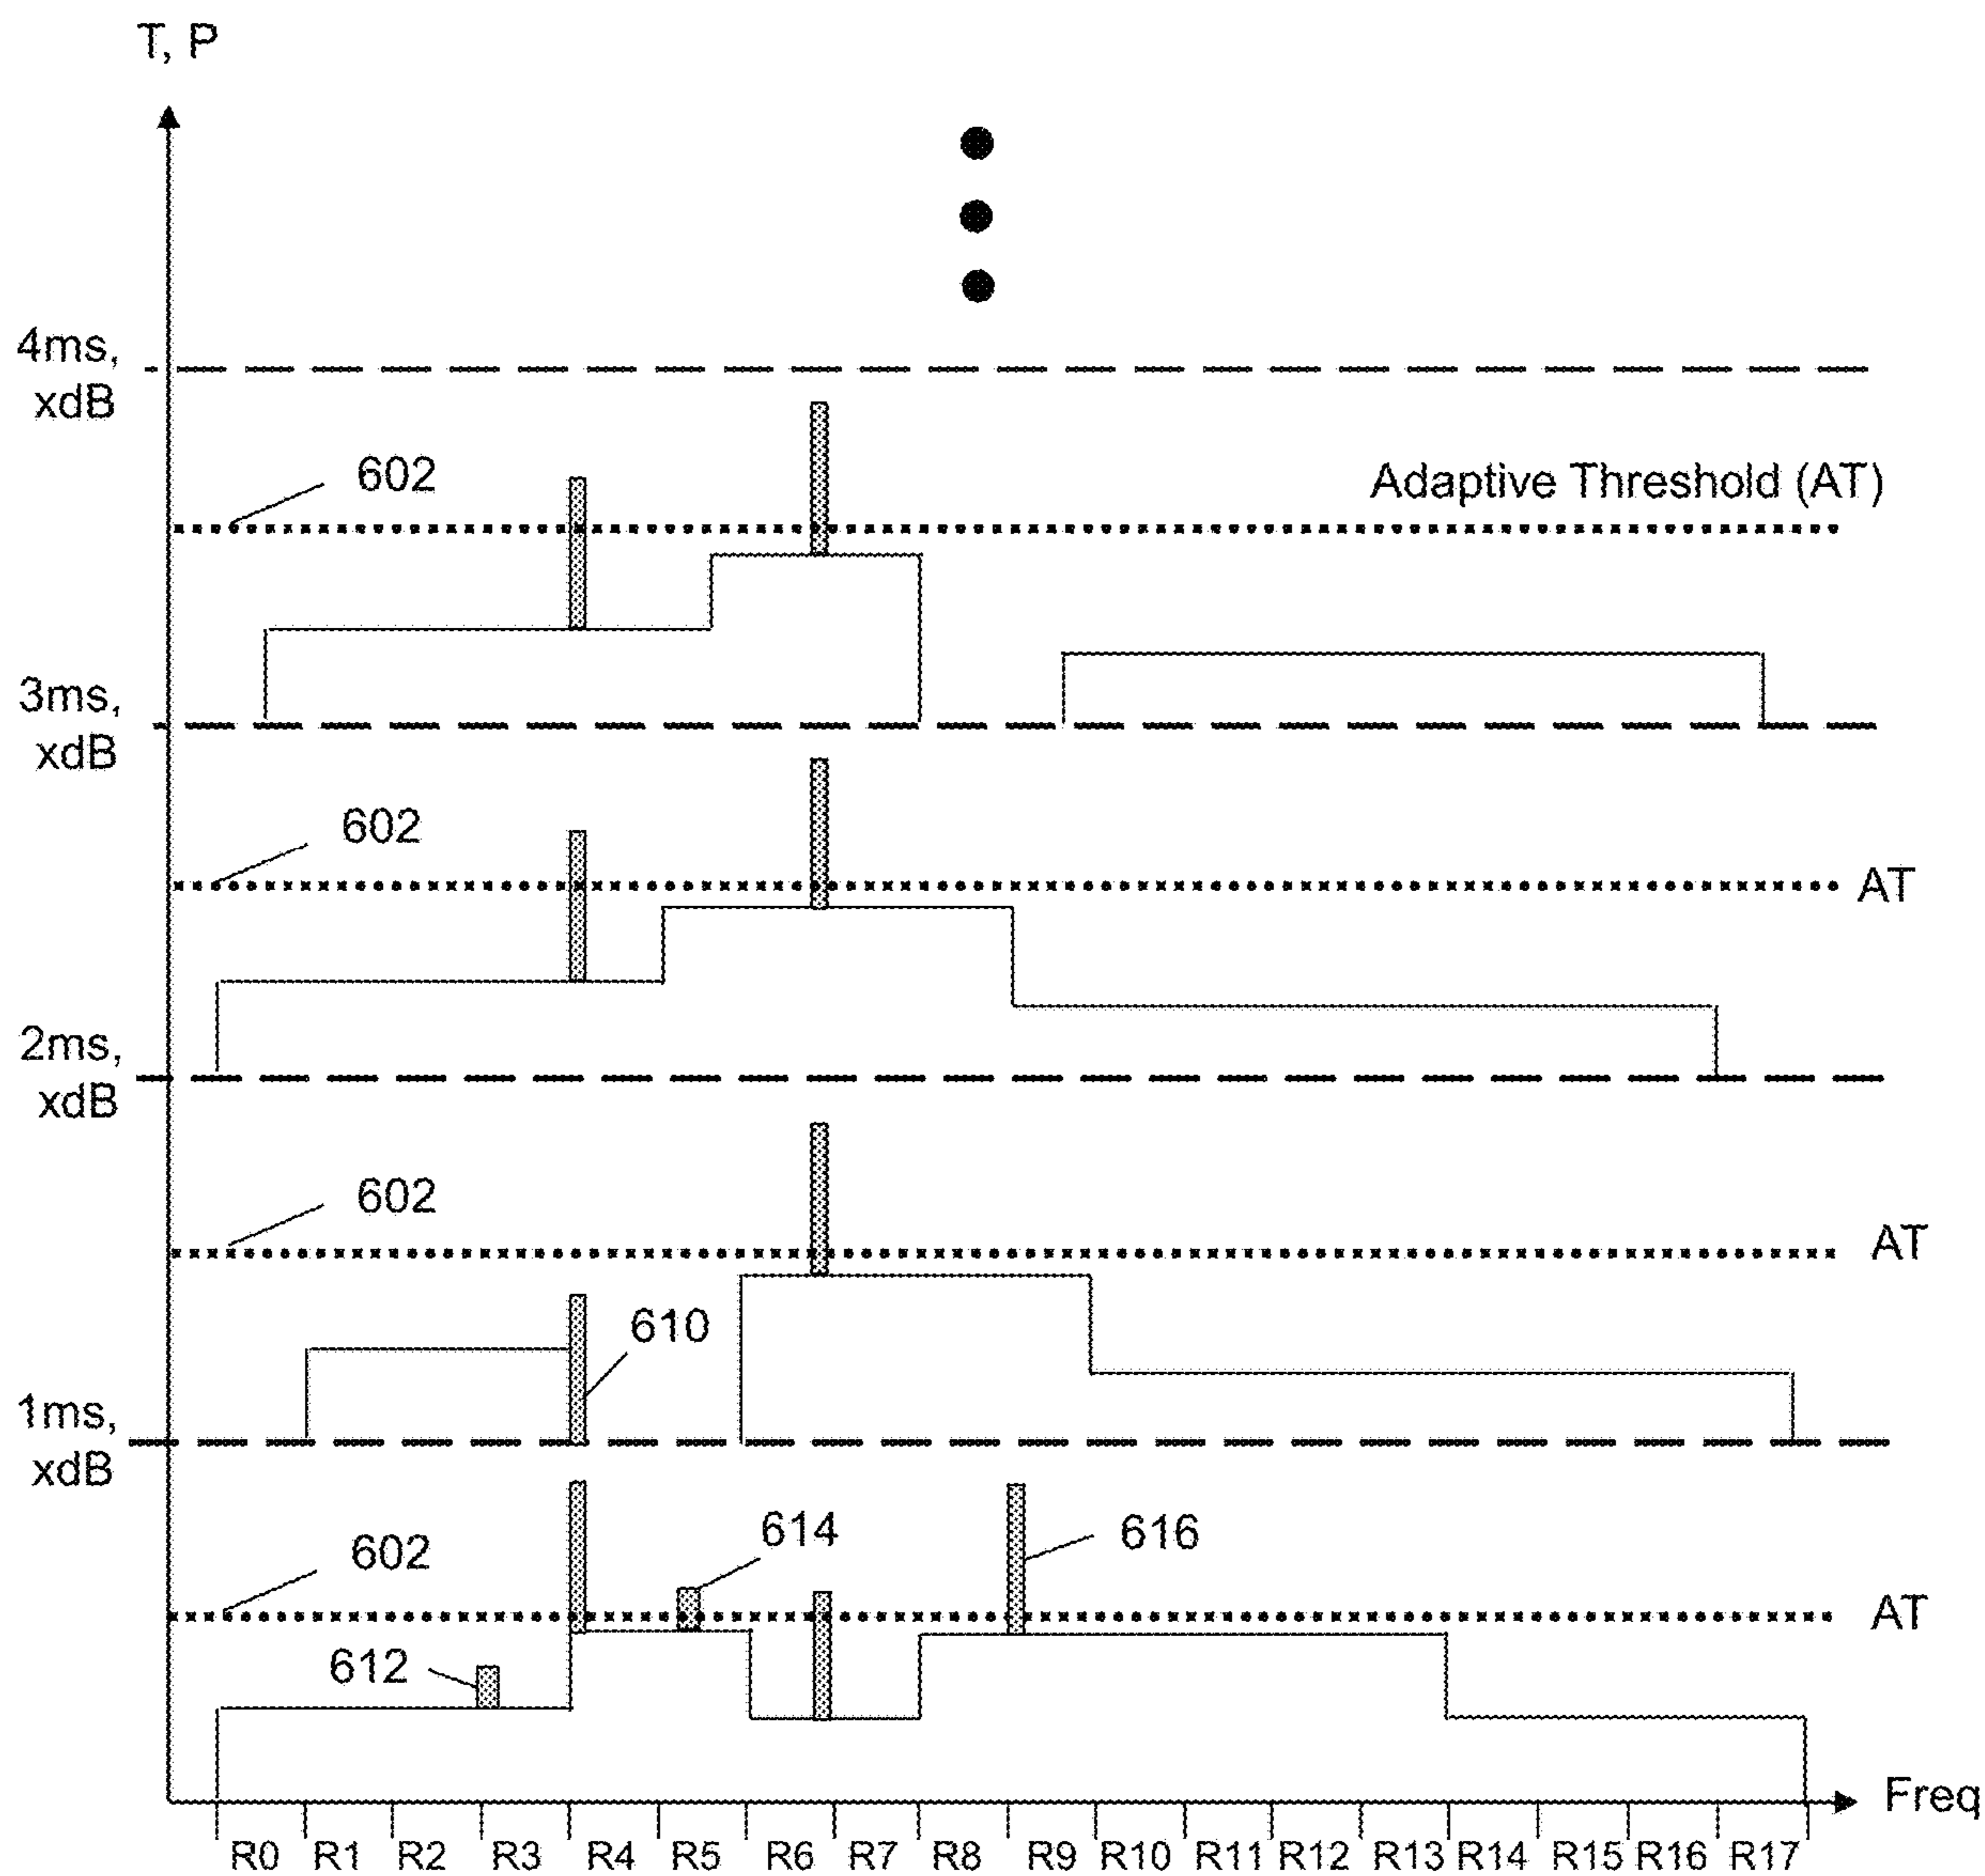 T, P
4ms,
xdB
602
Adaptive Threshold (AT)
3ms,
xdB
602
AT
2ms,
xdB
602
AT
610
1ms,
xdB
602
614
616
AT
612
Freq
R0 R1 R2 R3 R4 R5 R6 R7 R8 R9 R10 R11 R12 R13 R14 R15 R16 R17